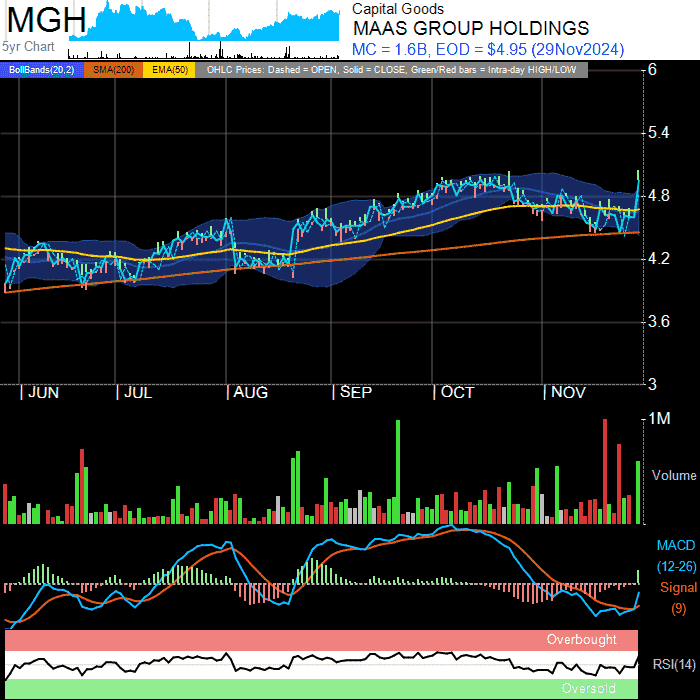 MGH
5yr Chart
Capital Goods
MAAS GROUP HOLDINGS
MC = 1.6B, EOD = $4.95 (29Nov2024)
BollBands(20,2) SMA(200) EMA(50) OHLC Prices: Dashed = OPEN, Solid = CLOSE, Green/Red bars = Intra-day HIGH/LOW
6
5.4
4.8
4.2
3.6
3
JUN JUL AUG SEP OCT NOV
1M
Volume
MACD
(12-26)
Signal
(9)
Overbought
RSI(14)
Oversold